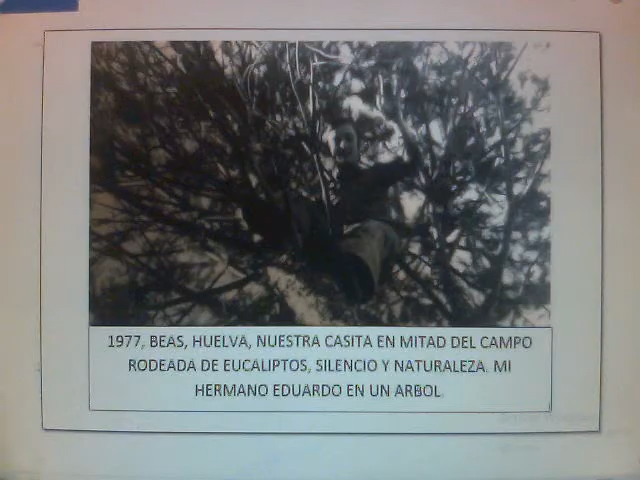 1977, BEAS, HUELVA, NUESTRA CASITA EN MITAD DEL CAMPO
RODEADA DE EUCALIPTOS, SILENCIO Y NATURALEZA. MI
HERMANO EDUARDO EN UN ARBOL.